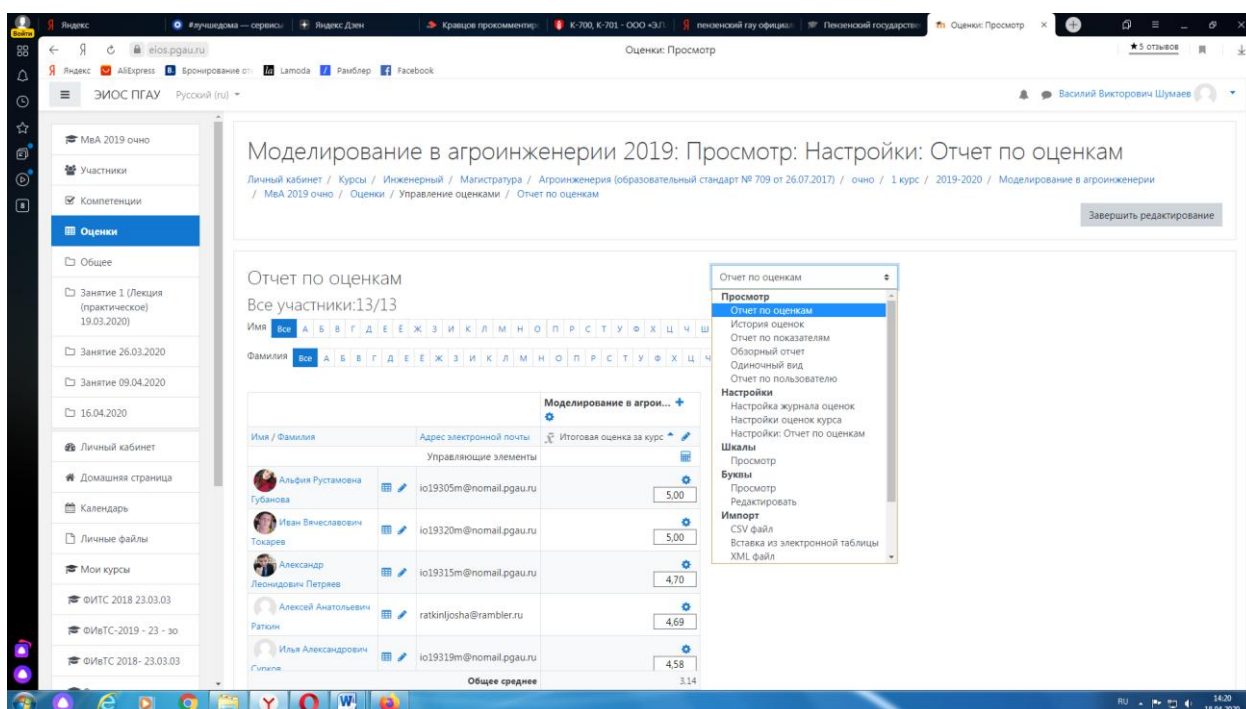 Яндекс
#лучшедома — сервисы
Яндекс Дзен
Кравцов прокомментир
К-700, К-701 - ООО «ЗЛ
пензенский гау официал
Пензенский государстве
Оценки: Просмотр
Войти
elos.pgau.ru
Оценки: Просмотр
★5 отзывов
Яндекс
AliExpress
Бронирование от
Lamoda
Рамблер
Facebook
ЭИОС ПГАУ
Русский (ru)
Василий Викторович Шумаев
МвА 2019 очно
Участники
Компетенции
Оценки
Общее
Занятие 1 (Лекция
(практическое)
19.03.2020)
Занятие 26.03.2020
Занятие 09.04.2020
16.04.2020
Личный кабинет
Домашняя страница
Календарь
Личные файлы
Мои курсы
ФИТС 2018 23.03.03
ФИвТС-2019 - 23 - зо
ФИвТС 2018- 23.03.03
Моделирование в агроинженерии 2019: Просмотр: Настройки: Отчет по оценкам
Личный кабинет / Курсы / Инженерный / Магистратура / Агроинженерия (образовательный стандарт № 709 от 26.07.2017) / очно / 1 курс / 2019-2020 / Моделирование в агроинженерии
/ МвА 2019 очно / Оценки / Управление оценками / Отчет по оценкам
Завершить редактирование
Отчет по оценкам
Все участники:13/13
Имя Все А Б В Г Д Е Ё Ж З И К Л М Н О П Р С Т У Ф Х Ц Ч Ш
Фамилия Все А Б В Г Д Е Ё Ж З И К Л М Н О П Р С Т У Ф Х Ц Ч
Моделирование в агрои...
Имя / Фамилия
Адрес электронной почты
Итоговая оценка за курс
Управляющие элементы
Альфия Рустамовна
Губанова
io19305m@nomail.pgau.ru
5,00
Иван Вячеславович
Токарев
io19320m@nomail.pgau.ru
5,00
Александр
Леонидович Петряев
io19315m@nomail.pgau.ru
4,70
Алексей Анатольевич
Раткин
ratkinljosha@rambler.ru
4,69
Илья Александрович
Сурков
io19319m@nomail.pgau.ru
4,58
Общее среднее
3.14
Отчет по оценкам
Просмотр
Отчет по оценкам
История оценок
Отчет по показателям
Обзорный отчет
Одиночный вид
Отчет по пользователю
Настройки
Настройка журнала оценок
Настройки оценок курса
Настройки: Отчет по оценкам
Шкалы
Просмотр
Буквы
Просмотр
Редактировать
Импорт
CSV файл
Вставка из электронной таблицы
XML файл
RU
14:20
18.04.2020